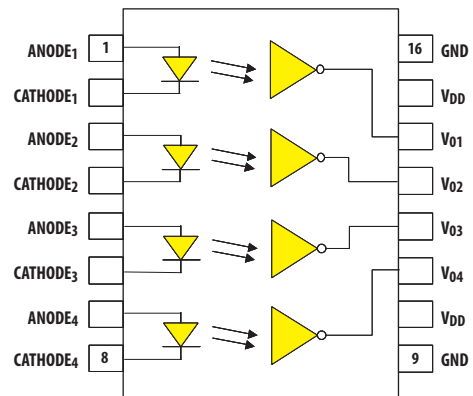 ANODE1 1 16 GND
CATHODE1 VDD
ANODE2 V01
CATHODE2 V02
ANODE3 V03
CATHODE3 V04
ANODE4 VDD
CATHODE4 8 9 GND